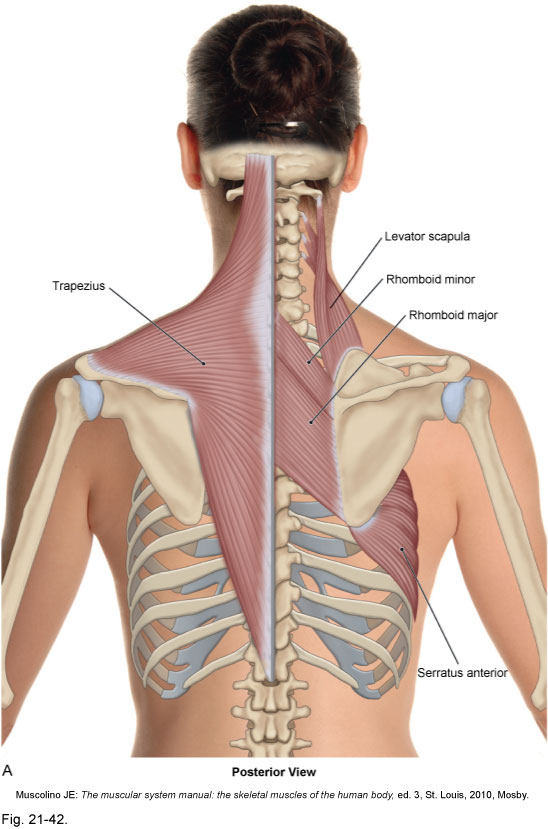 Levator scapula
Trapezius
Rhomboid minor
Rhomboid major
Serratus anterior
A
Posterior View
Muscolino JE: The muscular system manual: the skeletal muscles of the human body, ed. 3, St. Louis, 2010, Mosby.
Fig. 21-42.